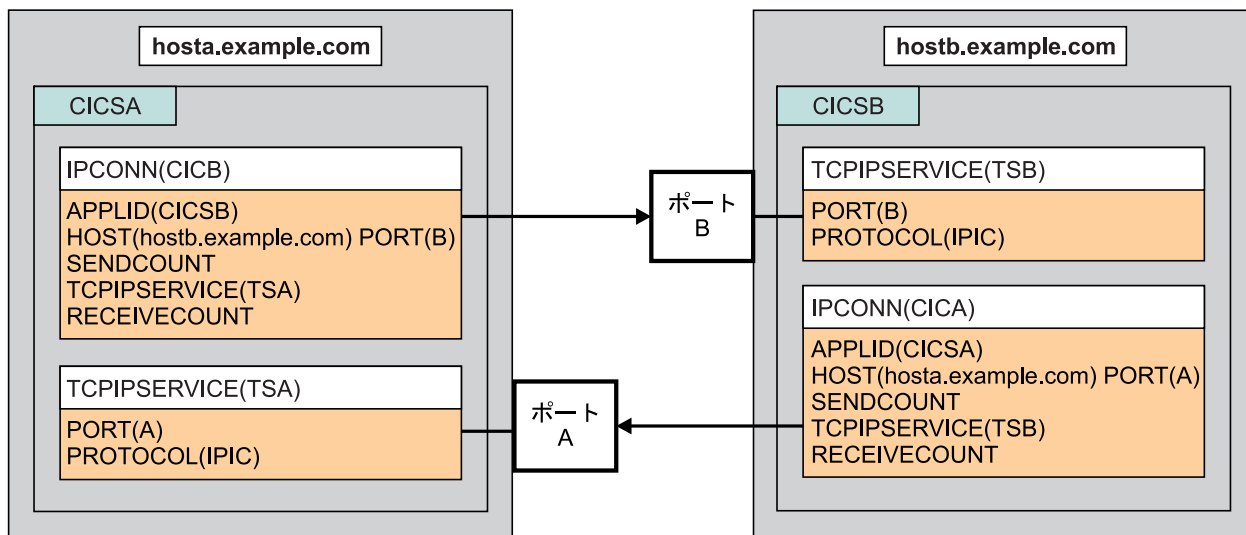 hosta.example.com
CICSA
IPCONN(CICB)
APPLID(CICSB)
HOST(hostb.example.com) PORT(B)
SENDCOUNT
TCPIPSERVICE(TSA)
RECEIVECOUNT
TCPIPSERVICE(TSA)
PORT(A)
PROTOCOL(IPIC)
ポート
B
ポート
A
hostb.example.com
CICSB
TCPIPSERVICE(TSB)
PORT(B)
PROTOCOL(IPIC)
IPCONN(CICA)
APPLID(CICSA)
HOST(hosta.example.com) PORT(A)
SENDCOUNT
TCPIPSERVICE(TSB)
RECEIVECOUNT